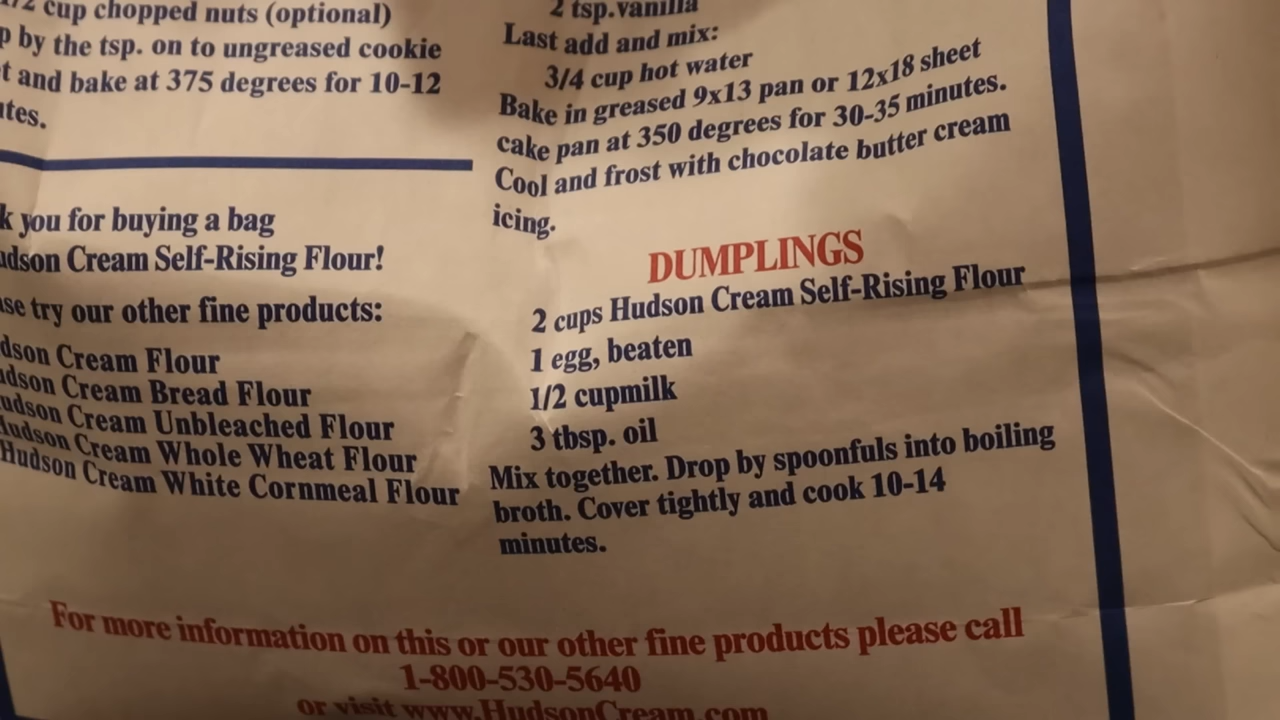 1/2 cup chopped nuts (optional)
by the tsp. on to ungreased cookie
and bake at 375 degrees for 10-12
you for buying a bag
Cream Self-Rising Flour!
try our other fine products:
Cream Flour
Cream Bread Flour
Cream Unbleached Flour
Hudson Cream Whole Wheat Flour
Hudson Cream White Cornmeal Flour
2 tsp.vanilla
Last add and mix:
3/4 cup hot water
Bake in greased 9x13 pan or 12x18 sheet
cake pan at 350 degrees for 30-35 minutes.
Cool and frost with chocolate butter cream
icing.
DUMPLINGS
2 cups Hudson Cream Self-Rising Flour
1 egg, beaten
1/2 cupmilk
3 tbsp. oil
Mix together. Drop by spoonfuls into boiling
broth. Cover tightly and cook 10-14
minutes.
For more information on this or our other fine products please call
1-800-530-5640
or visit www.HudsonCream.com